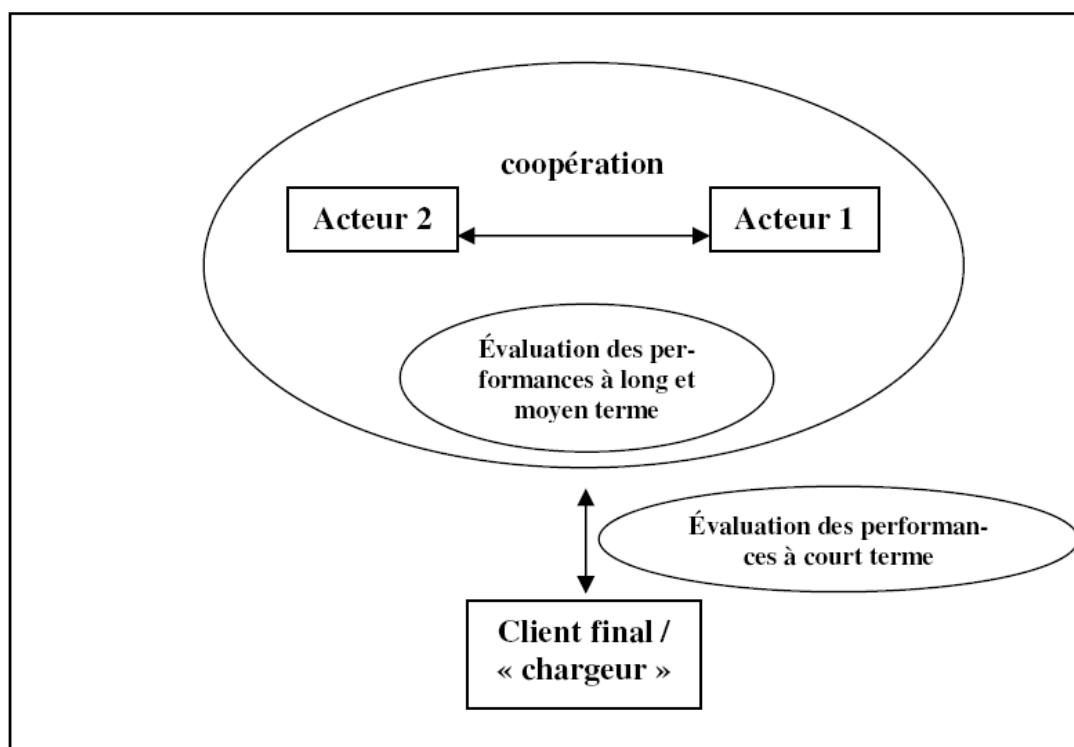 coopération
Acteur 2
Acteur 1
Évaluation des per-
formances à long et
moyen terme
Évaluation des performan-
ces à court terme
Client final /
« chargeur »